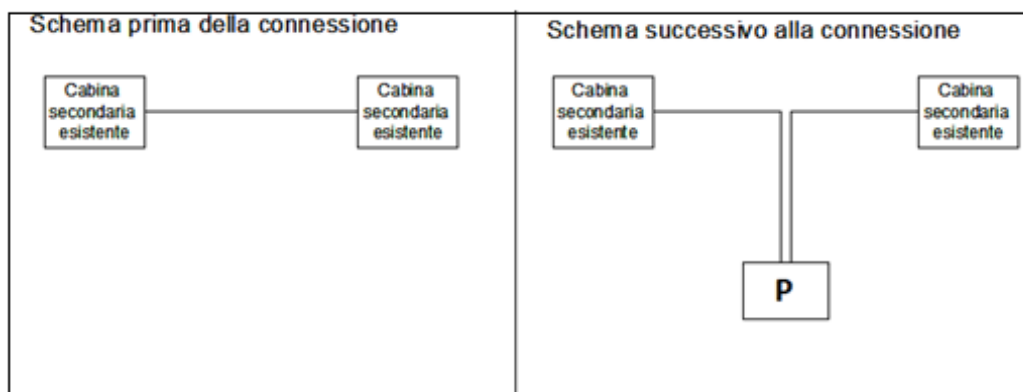 Schema prima della connessione
Cabina
secondaria
esistente
Cabina
secondaria
esistente
Schema successivo alla connessione
Cabina
secondaria
esistente
Cabina
secondaria
esistente
P